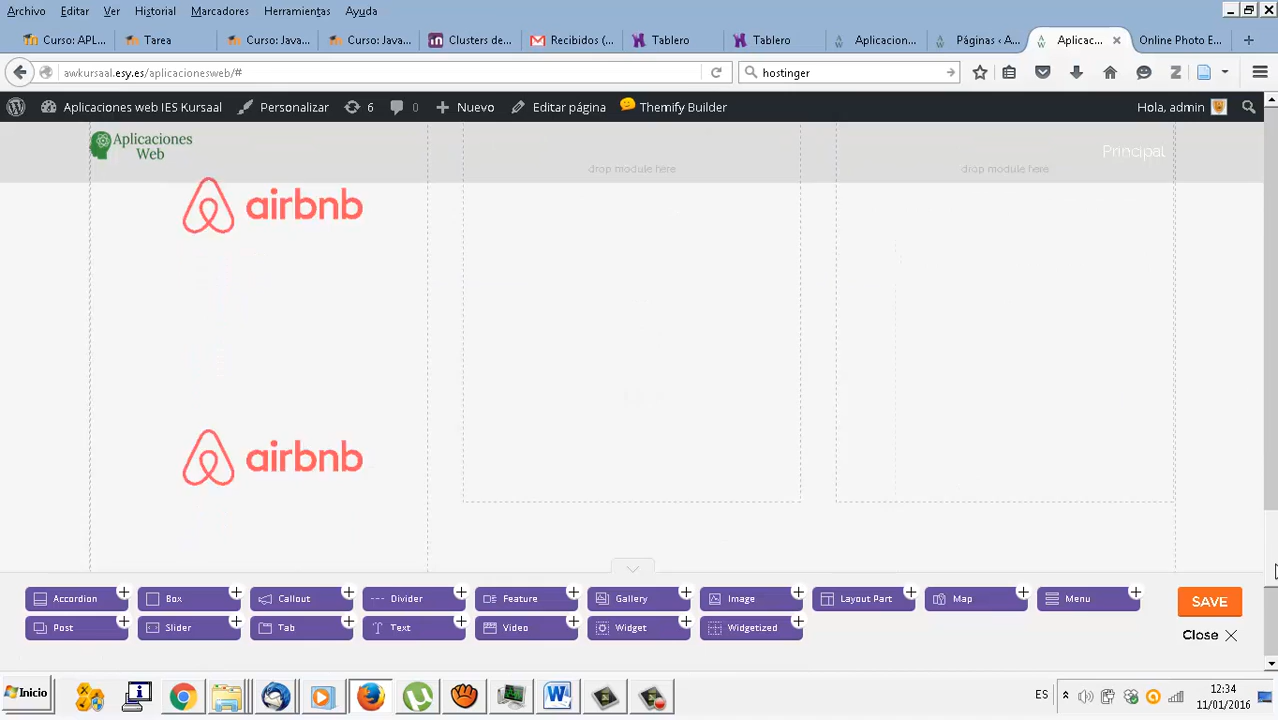 Archivo Editar Ver Historial Marcadores Herramientas Ayuda
Curso: APL... Tarea Curso: Java... Curso: Java... Clusters de... Recibidos (... Tablero Tablero Aplicacion... Páginas ‹ A... Aplicac... Online Photo E...
awkursaal.esy.es/aplicacionesweb/# hostinger
Aplicaciones web IES Kursaal Personalizar 6 0 Nuevo Editar página Themify Builder Hola, admin
Aplicaciones
Web
Principal
drop module here drop module here
airbnb
airbnb
Accordion Box Callout Divider Feature Gallery Image Layout Part Map Menu
SAVE
Post Slider Tab Text Video Widget Widgetized
Close
Inicio ES 12:34
11/01/2016